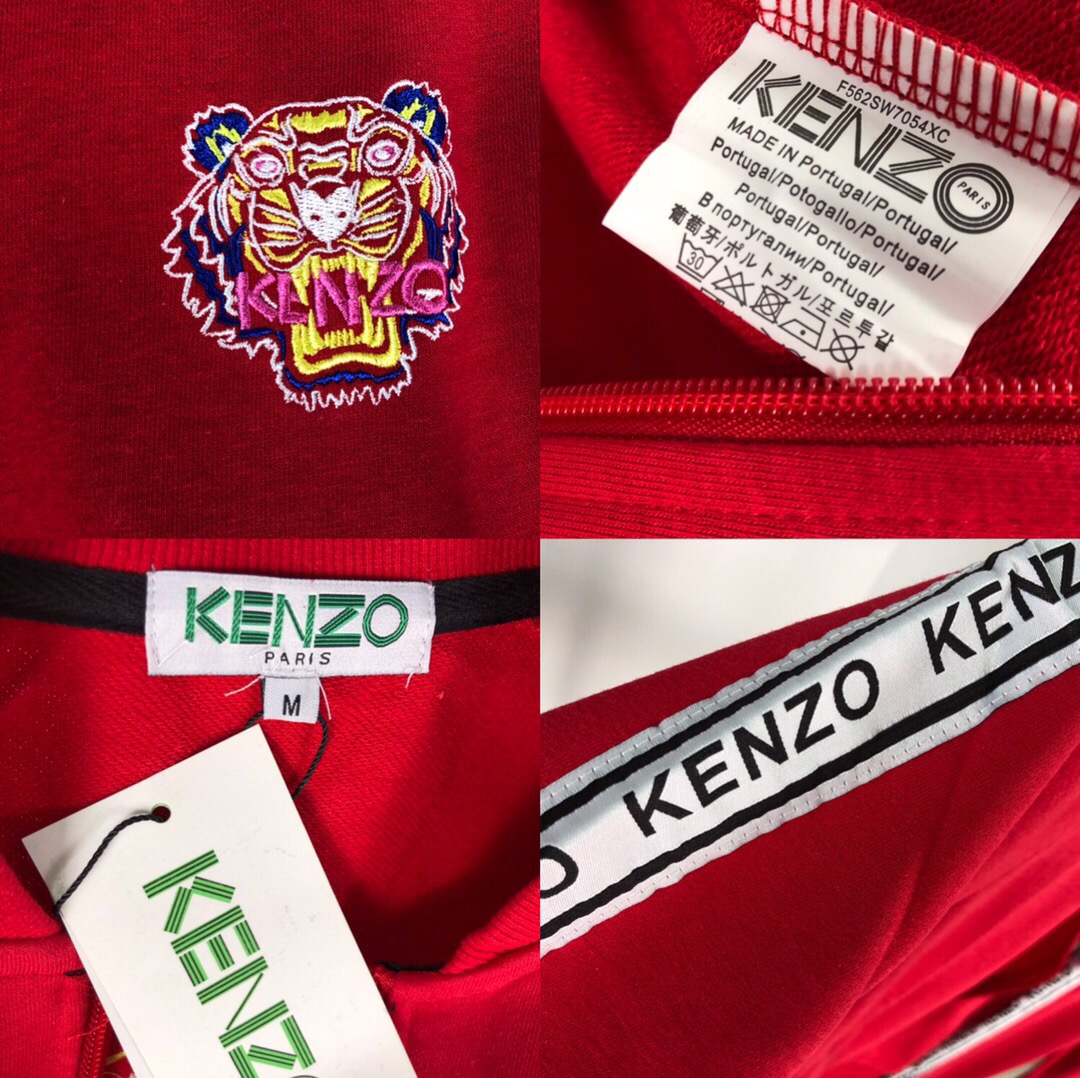 KENZO
F562SW7054XC
KENZO
PARIS
MADE IN Portugal/Portugal/
Portugal/Potogallo/Portugal/
Portugal/Portugal/
В португалии/Portugal/
葡萄牙/ポルトガル/포르투갈
30
KENZO
PARIS
M
KENZO
KENZO KENZ